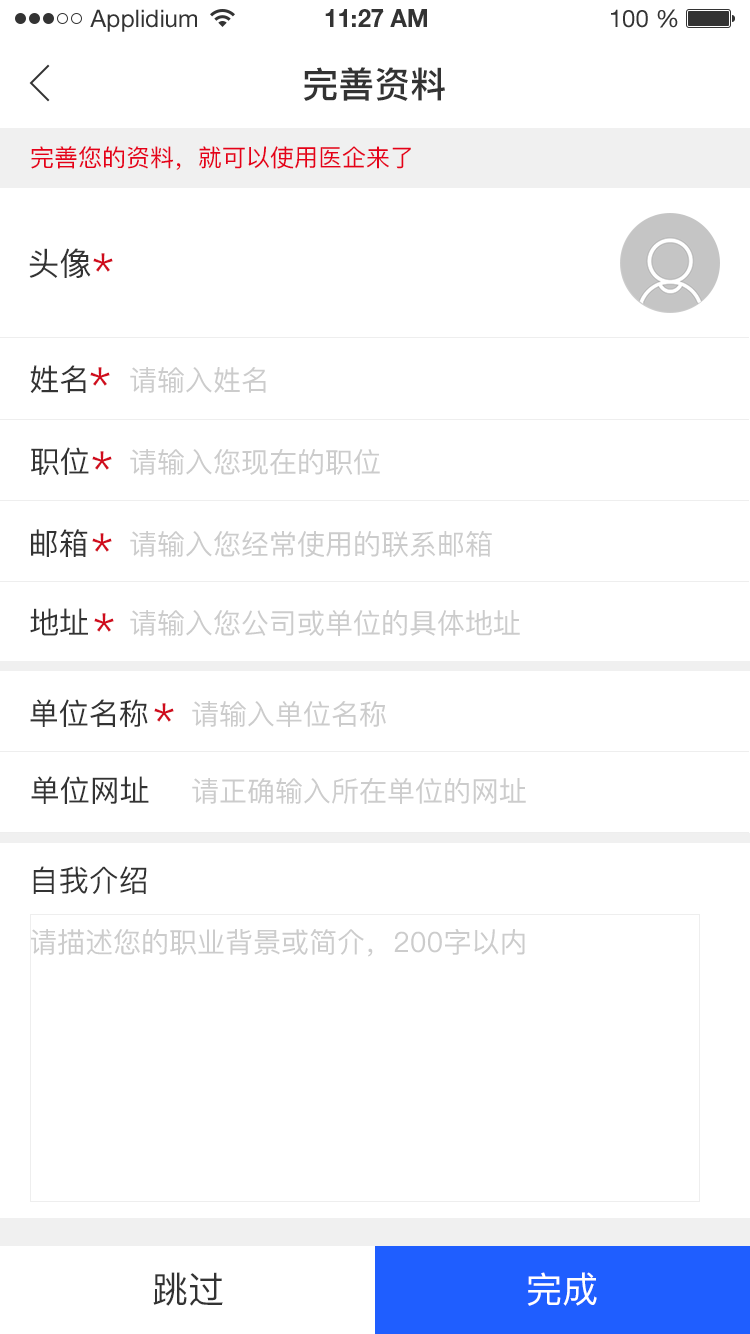 Applidium 11:27 AM 100 %
完善资料
完善您的资料，就可以使用医企来了
头像*
姓名* 请输入姓名
职位* 请输入您现在的职位
邮箱* 请输入您经常使用的联系邮箱
地址* 请输入您公司或单位的具体地址
单位名称* 请输入单位名称
单位网址 请正确输入所在单位的网址
自我介绍
请描述您的职业背景或简介，200字以内
跳过 完成